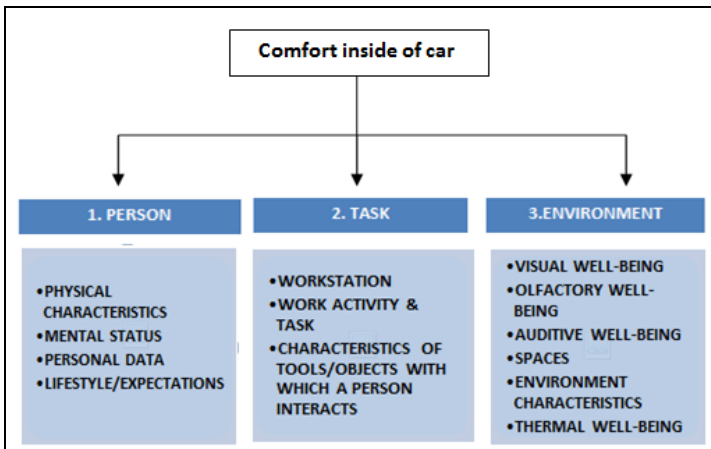 Comfort inside of car
1. PERSON
•PHYSICAL
CHARACTERISTICS
•MENTAL STATUS
•PERSONAL DATA
•LIFESTYLE/EXPECTATIONS
2. TASK
•WORKSTATION
•WORK ACTIVITY &
TASK
•CHARACTERISTICS OF
TOOLS/OBJECTS WITH
WHICH A PERSON
INTERACTS
3.ENVIRONMENT
•VISUAL WELL-BEING
•OLFACTORY WELL-
BEING
•AUDITIVE WELL-BEING
•SPACES
•ENVIRONMENT
CHARACTERISTICS
•THERMAL WELL-BEING